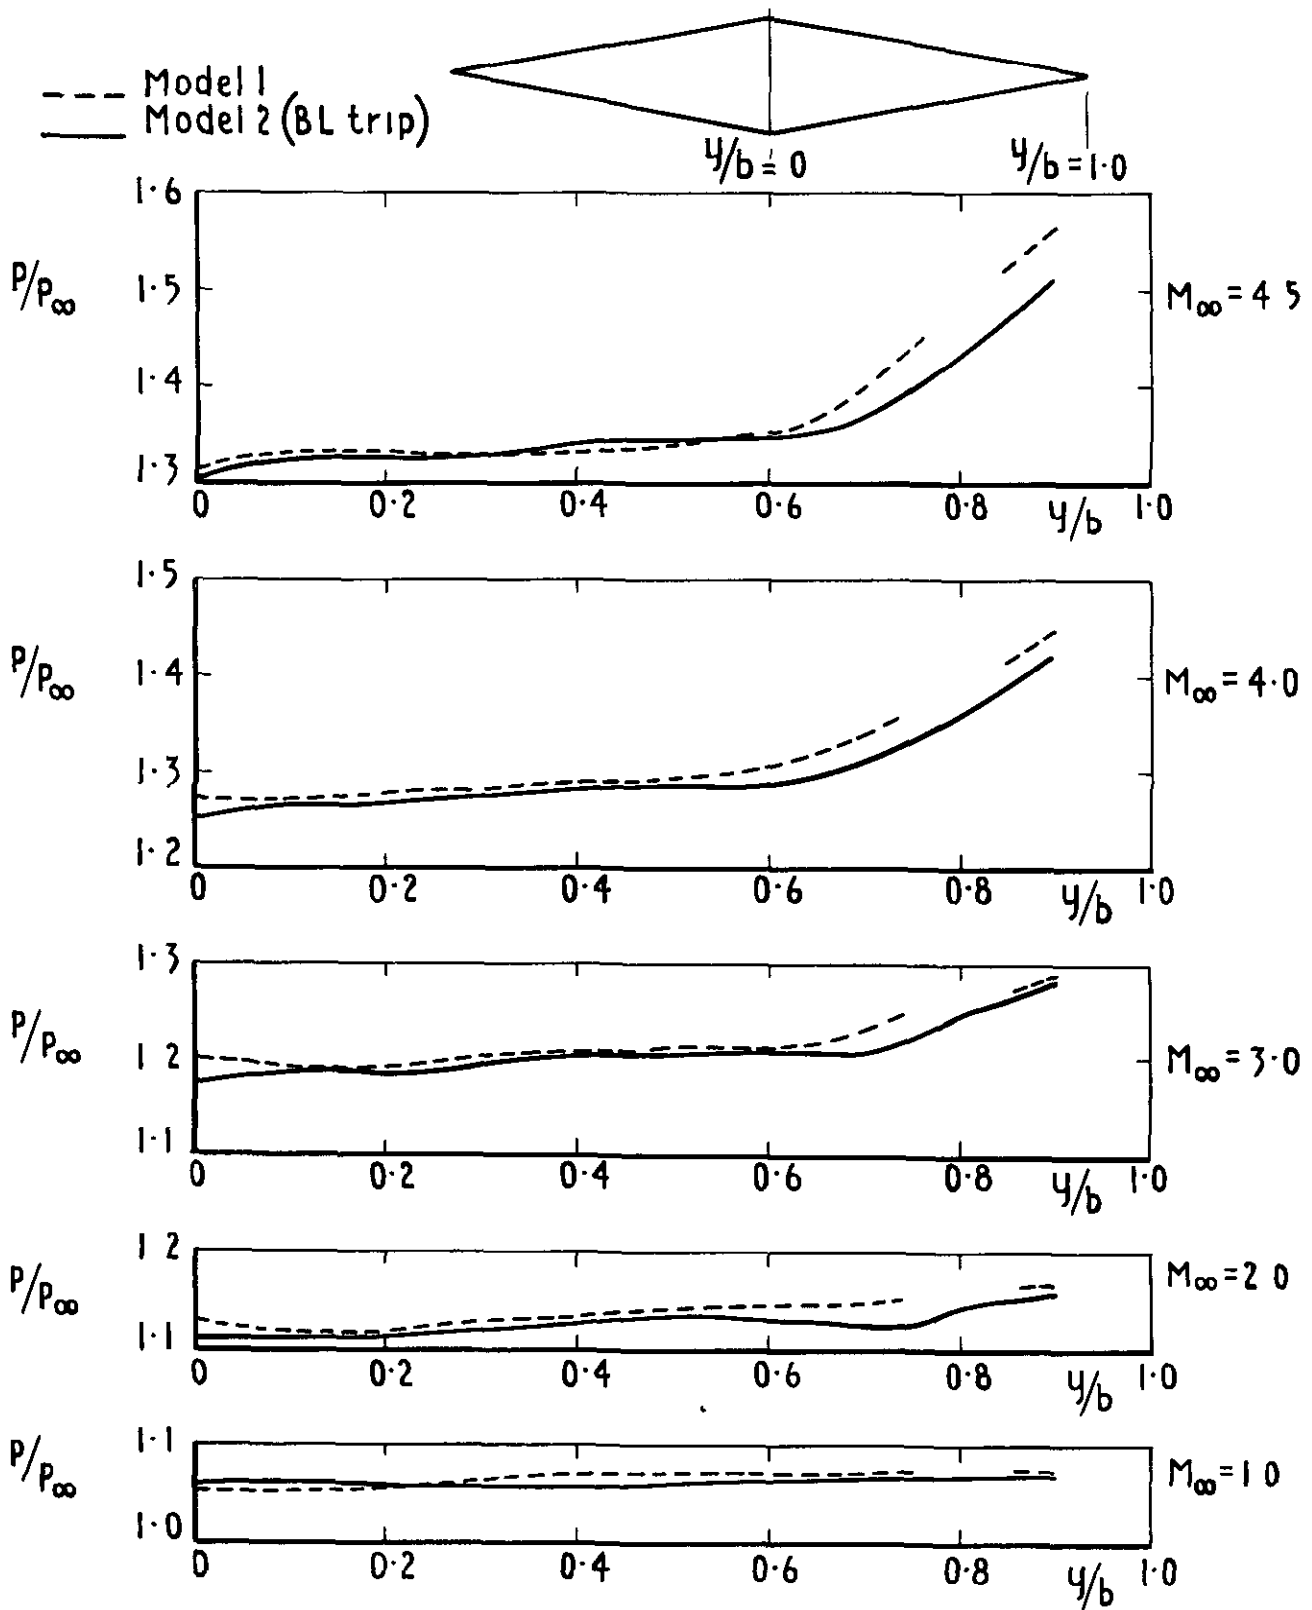 Model 1
Model 2 (BL trip)
y/b = 0
y/b = 1.0
1.6
P/P∞
1.5
M∞ = 4 5
1.4
1.3
0 0.2 0.4 0.6 0.8 y/b 1.0
1.5
P/P∞
1.4
M∞ = 4.0
1.3
1.2
0 0.2 0.4 0.6 0.8 y/b 1.0
1.3
P/P∞
1 2
M∞ = 3.0
1.1
0 0.2 0.4 0.6 0.8 y/b 1.0
1 2
P/P∞
M∞ = 2 0
1.1
0 0.2 0.4 0.6 0.8 y/b 1.0
1.1
P/P∞
M∞ = 1 0
1.0
0 0.2 0.4 0.6 0.8 y/b 1.0